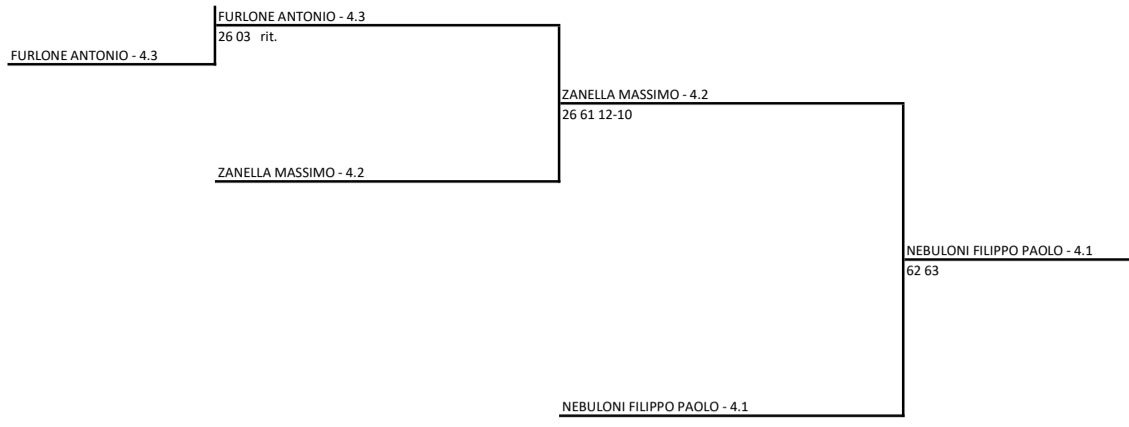 FURLONE ANTONIO - 4.3
26 03 rit.
FURLONE ANTONIO - 4.3
ZANELLA MASSIMO - 4.2
26 61 12-10
ZANELLA MASSIMO - 4.2
NEBULONI FILIPPO PAOLO - 4.1
62 63
NEBULONI FILIPPO PAOLO - 4.1